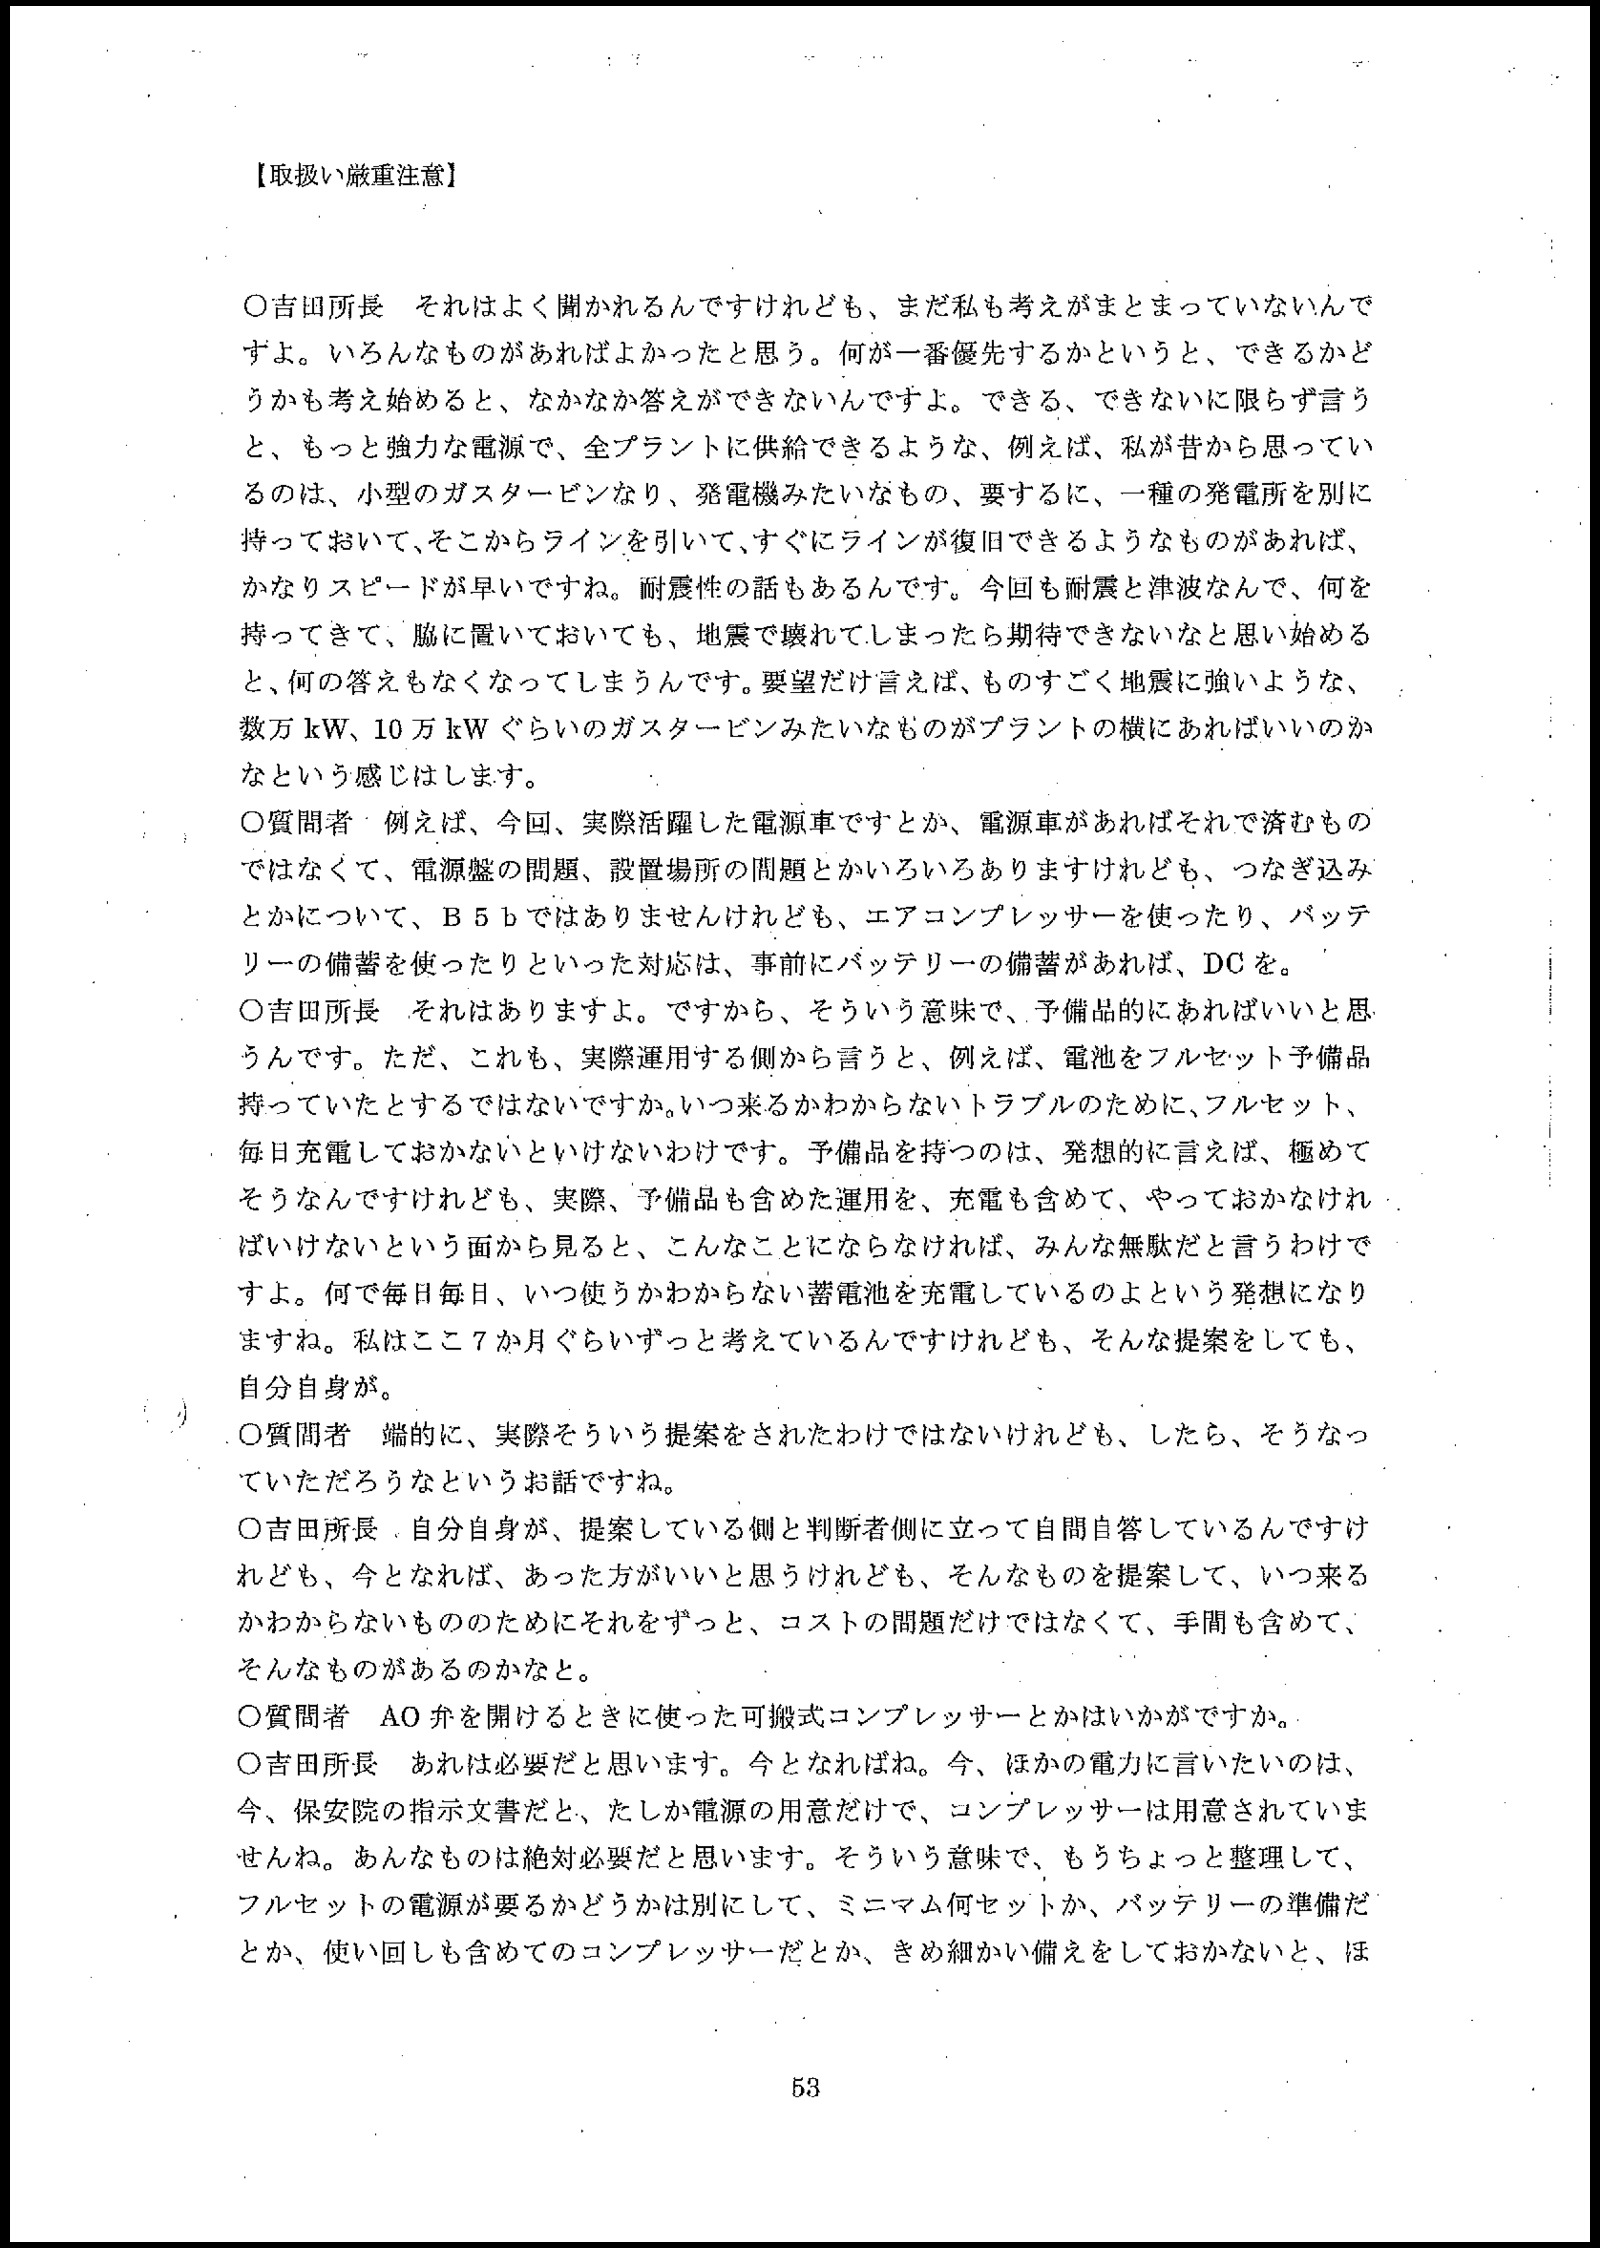 【取扱い厳重注意】
○吉田所長　それはよく聞かれるんですけれども、まだ私も考えがまとまっていないんで
すよ。いろんなものがあればよかったと思う。何が一番優先するかというと、できるかど
うかも考え始めると、なかなか答えができないんですよ。できる、できないに限らず言う
と、もっと強力な電源で、全プラントに供給できるような、例えば、私が昔から思ってい
るのは、小型のガスタービンなり、発電機みたいなもの、要するに、一種の発電所を別に
持っておいて、そこからラインを引いて、すぐにラインが復旧できるようなものがあれば、
かなりスピードが早いですね。耐震性の話もあるんです。今回も耐震と津波なんで、何を
持ってきて、脇に置いておいても、地震で壊れてしまったら期待できないなと思い始める
と、何の答えもなくなってしまうんです。要望だけ言えば、ものすごく地震に強いような、
数万 kW、10 万 kW ぐらいのガスタービンみたいなものがプラントの横にあればいいのか
なという感じはします。
○質問者　例えば、今回、実際活躍した電源車ですとか、電源車があればそれで済むもの
ではなくて、電源盤の問題、設置場所の問題とかいろいろありますけれども、つなぎ込み
とかについて、Ｂ５ｂではありませんけれども、エアコンプレッサーを使ったり、バッテ
リーの備蓄を使ったりといった対応は、事前にバッテリーの備蓄があれば、DC を。
○吉田所長　それはありますよ。ですから、そういう意味で、予備品的にあればいいと思
うんです。ただ、これも、実際運用する側から言うと、例えば、電池をフルセット予備品
持っていたとするではないですか。いつ来るかわからないトラブルのために、フルセット、
毎日充電しておかないといけないわけです。予備品を持つのは、発想的に言えば、極めて
そうなんですけれども、実際、予備品も含めた運用を、充電も含めて、やっておかなけれ
ばいけないという面から見ると、こんなことにならなければ、みんな無駄だと言うわけで
すよ。何で毎日毎日、いつ使うかわからない蓄電池を充電しているのよという発想になり
ますね。私はここ７か月ぐらいずっと考えているんですけれども、そんな提案をしても、
自分自身が。
○質問者　端的に、実際そういう提案をされたわけではないけれども、したら、そうなっ
ていただろうなというお話ですね。
○吉田所長　自分自身が、提案している側と判断者側に立って自問自答しているんですけ
れども、今となれば、あった方がいいと思うけれども、そんなものを提案して、いつ来る
かわからないもののためにそれをずっと、コストの問題だけではなくて、手間も含めて、
そんなものがあるのかなと。
○質問者　AO 弁を開けるときに使った可搬式コンプレッサーとかはいかがですか。
○吉田所長　あれは必要だと思います。今となればね。今、ほかの電力に言いたいのは、
今、保安院の指示文書だと、たしか電源の用意だけで、コンプレッサーは用意されていま
せんね。あんなものは絶対必要だと思います。そういう意味で、もうちょっと整理して、
フルセットの電源が要るかどうかは別にして、ミニマム何セットか、バッテリーの準備だ
とか、使い回しも含めてのコンプレッサーだとか、きめ細かい備えをしておかないと、ほ
53